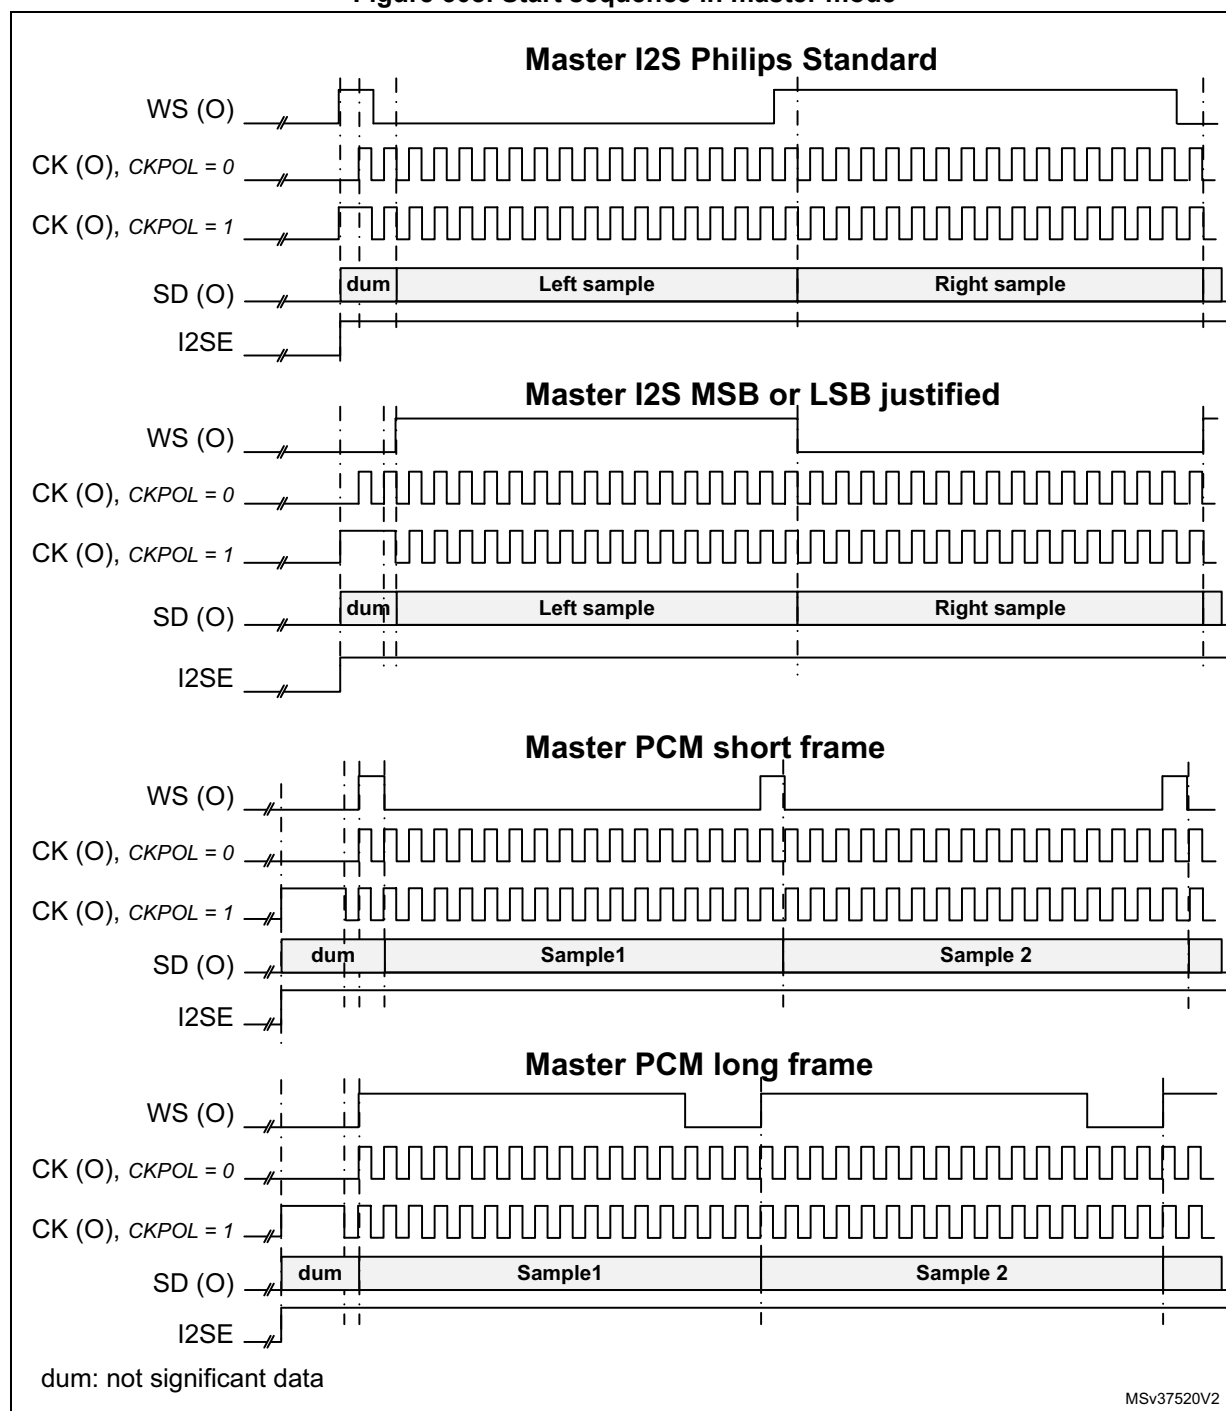 Master I2S Philips Standard
WS (O)
CK (O), CKPOL = 0
CK (O), CKPOL = 1
SD (O) dum Left sample Right sample
I2SE
Master I2S MSB or LSB justified
WS (O)
CK (O), CKPOL = 0
CK (O), CKPOL = 1
SD (O) dum Left sample Right sample
I2SE
Master PCM short frame
WS (O)
CK (O), CKPOL = 0
CK (O), CKPOL = 1
SD (O) dum Sample1 Sample 2
I2SE
Master PCM long frame
WS (O)
CK (O), CKPOL = 0
CK (O), CKPOL = 1
SD (O) dum Sample1 Sample 2
I2SE
dum: not significant data
MSv37520V2